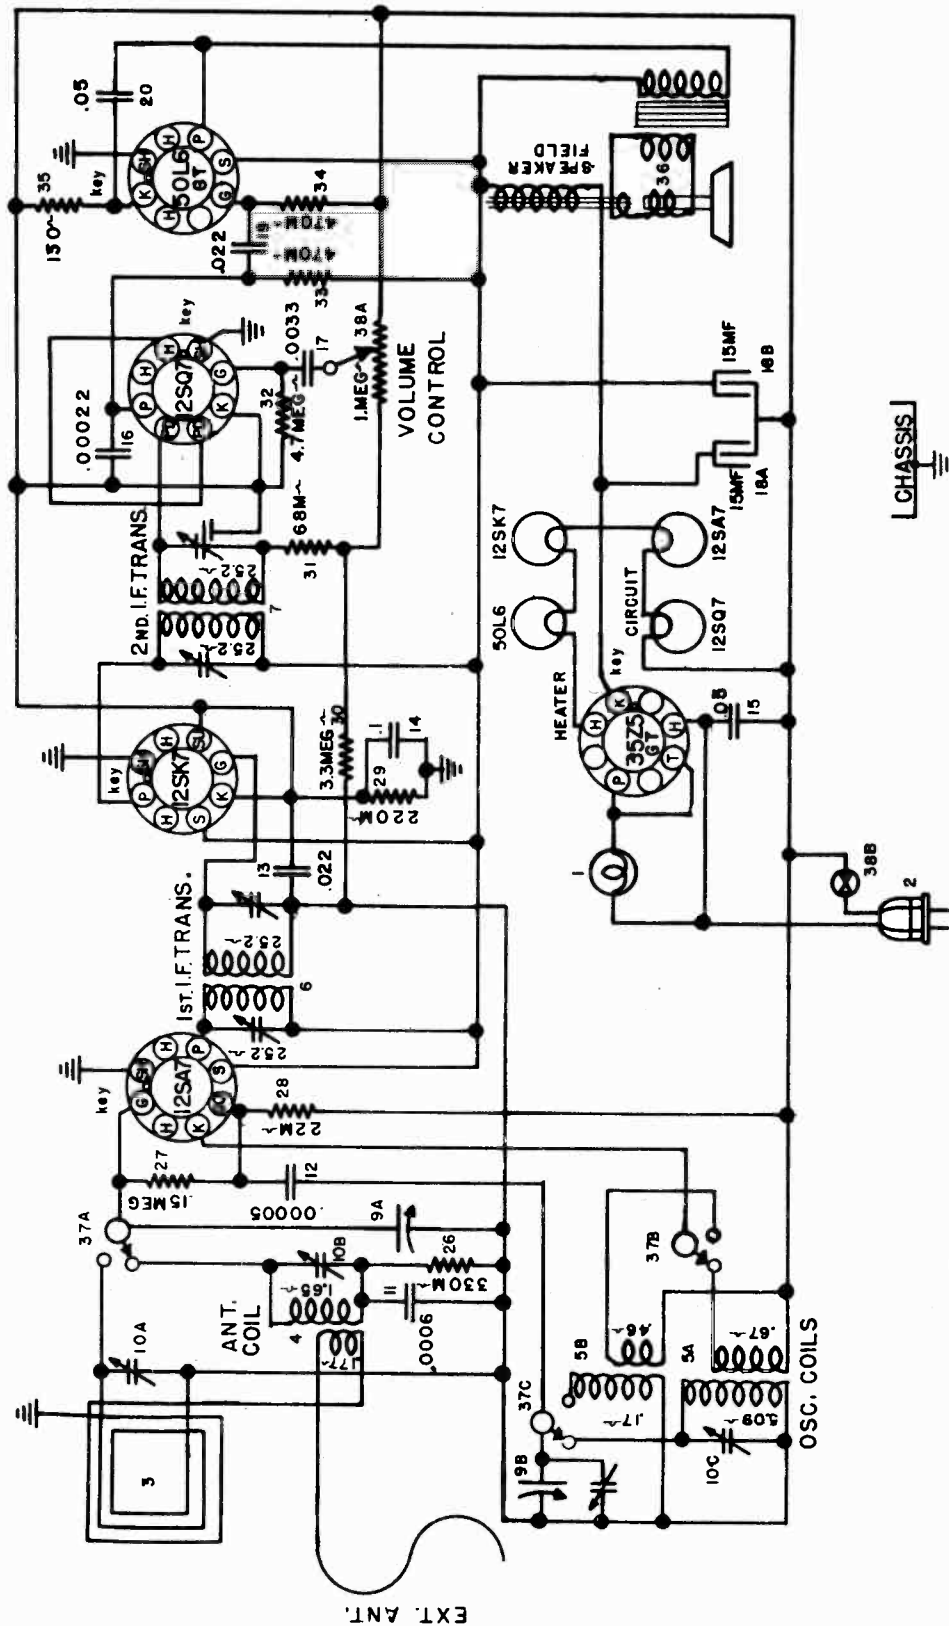 EXT. ANT.
3
10A
ANT.
COIL
4
1.77~
1.65~
10B
11
.0006
26
330M~
37A
9A
27
.15MEG
12
.00005
key
12SA7
G
H
P
S
K
H
28
22M~
1ST. I.F. TRANS.
25.2~
25.2~
6
13
.022
key
12SK7
P
H
H
G
K
S
29
220M~
.1
14
3.3MEG~
30
2ND. I.F. TRANS.
25.2~
25.2~
7
68M~
31
.00022
16
12SQ7
P
H
H
G
K
key
32
4.7MEG~
.0033
17
1.MEG~
38A
VOLUME
CONTROL
.022
470M~
470M~
33
34
130~
35
key
50L6
K
H
P
S
G
H
.05
20
SPEAKER
FIELD
36
9B
37C
5B
.17~
.46~
5A
5.09~
.67~
10C
37B
OSC. COILS
1
2
38B
35Z5
GT
P
H
K
H
T
key
15
HEATER
CIRCUIT
50L6
12SK7
12SQ7
12SA7
15MF
18A
15MF
18B
CHASSIS